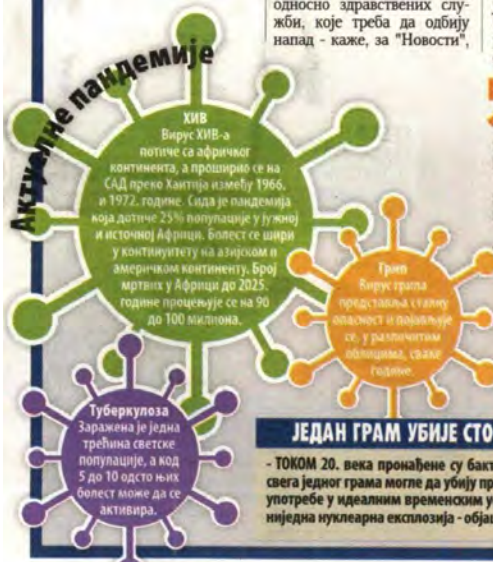 односно здравствених слу-
жби, које треба да одбију
напад - каже, за "Новости",
Актуелне пандемије
ХИВ
Вирус ХИВ-а
потиче са афричког
континента, а проширио се на
САД преко Хаитија између 1966.
и 1972. године. Сида је пандемија
која дотиче 25% популације у јужној
и источној Африци. Болест се шири
у континуитету на азијском и
америчком континенту. Број
мртвих у Африци до 2025.
године процењује се на 90
до 100 милиона.
Грип
Вирус грипа
представља сталну
опасност и појављује
се, у различитим
облицима, сваке
године.
Туберкулоза
Заражена је једна
трећина светске
популације, а код
5 до 10 одсто њих
болест може да се
активира.
ЈЕДАН ГРАМ УБИЈЕ СТО
- ТОКОМ 20. века пронађене су бакт
свега једног грама могле да убију пр
употребе у идеалним временским у
ниједна нуклеарна експлозија - обја